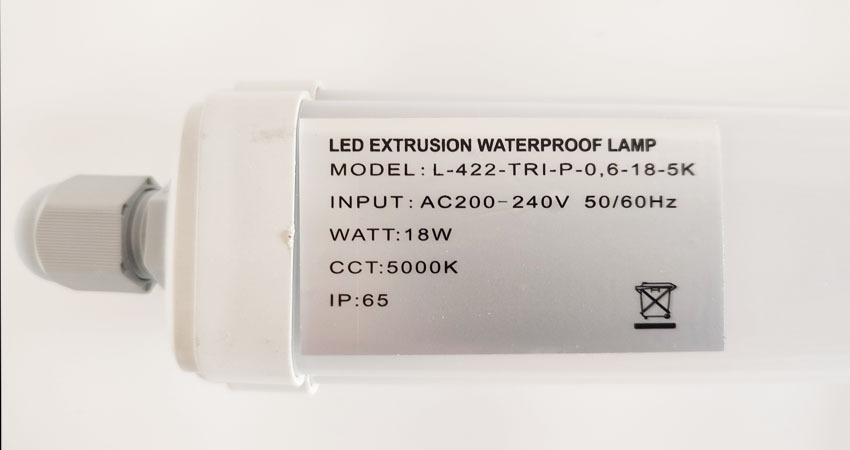 LED EXTRUSION WATERPROOF LAMP
MODEL: L-422-TRI-P-0,6-18-5K
INPUT: AC200-240V 50/60Hz
WATT:18W
CCT:5000K
IP:65